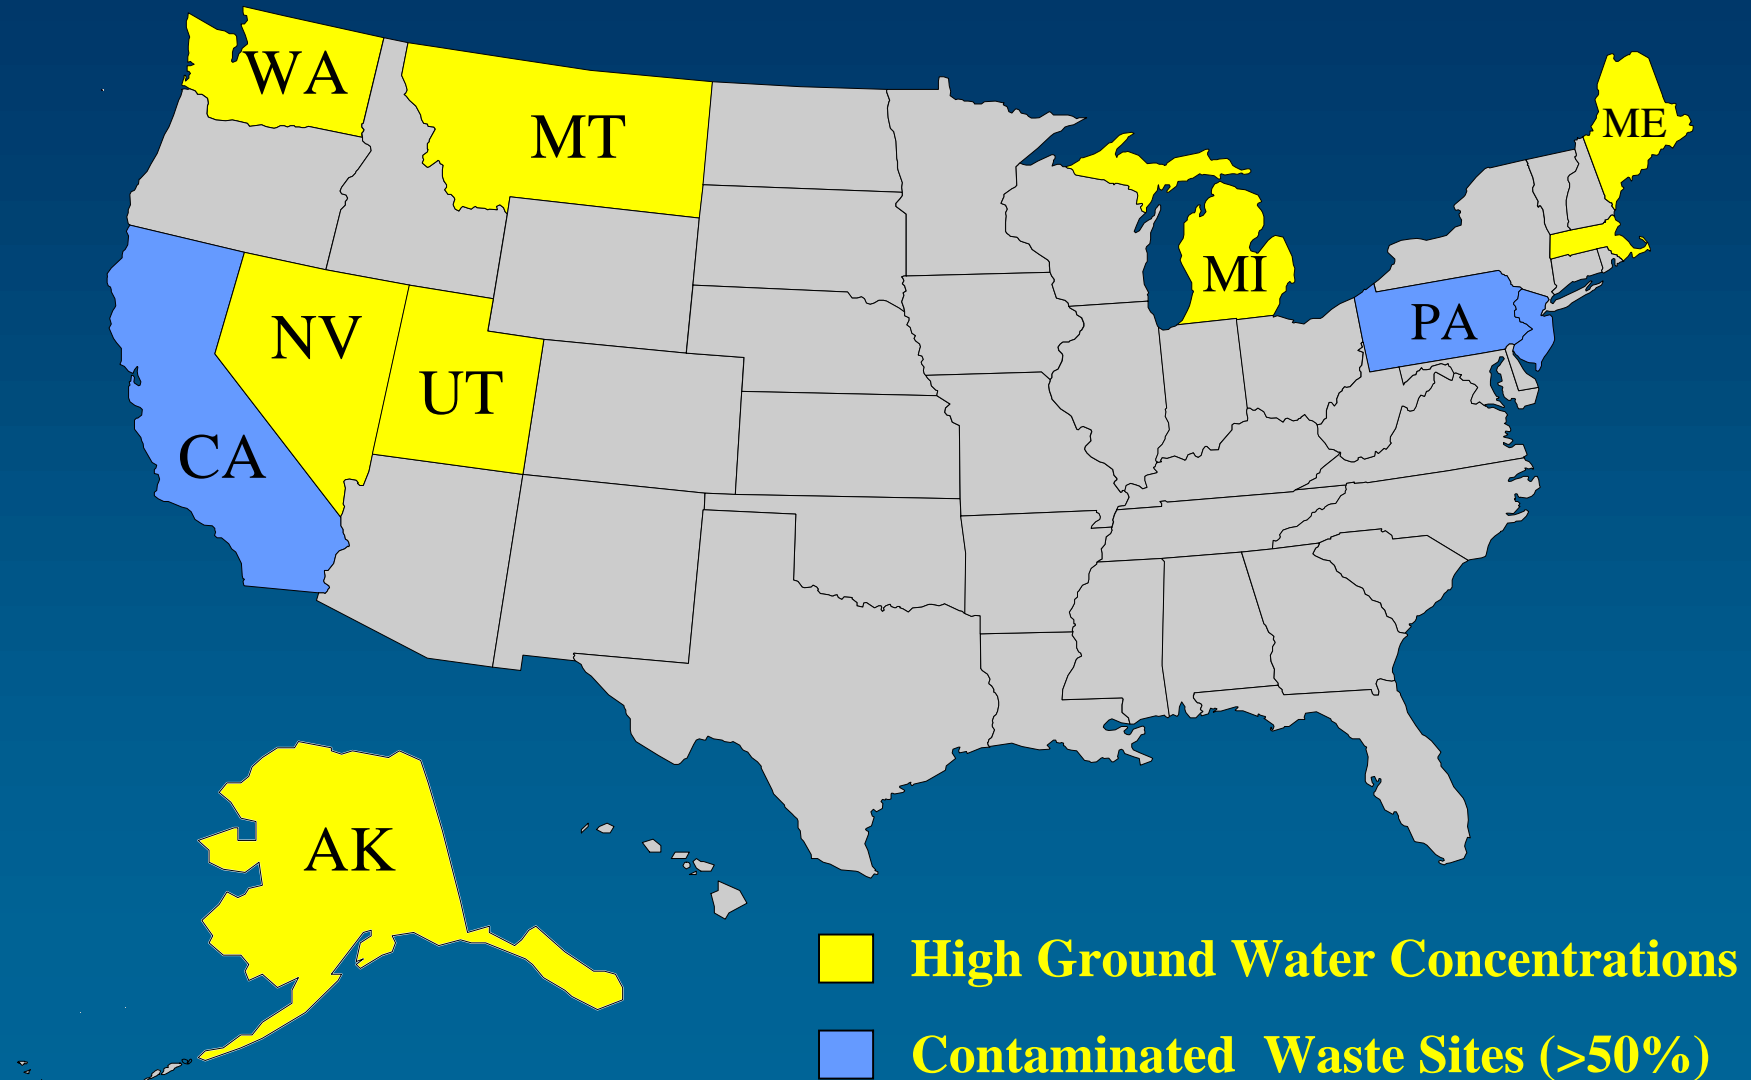 WA
MT
ME
MI
NV
PA
UT
CA
AK
High Ground Water Concentrations
Contaminated  Waste Sites (>50%)